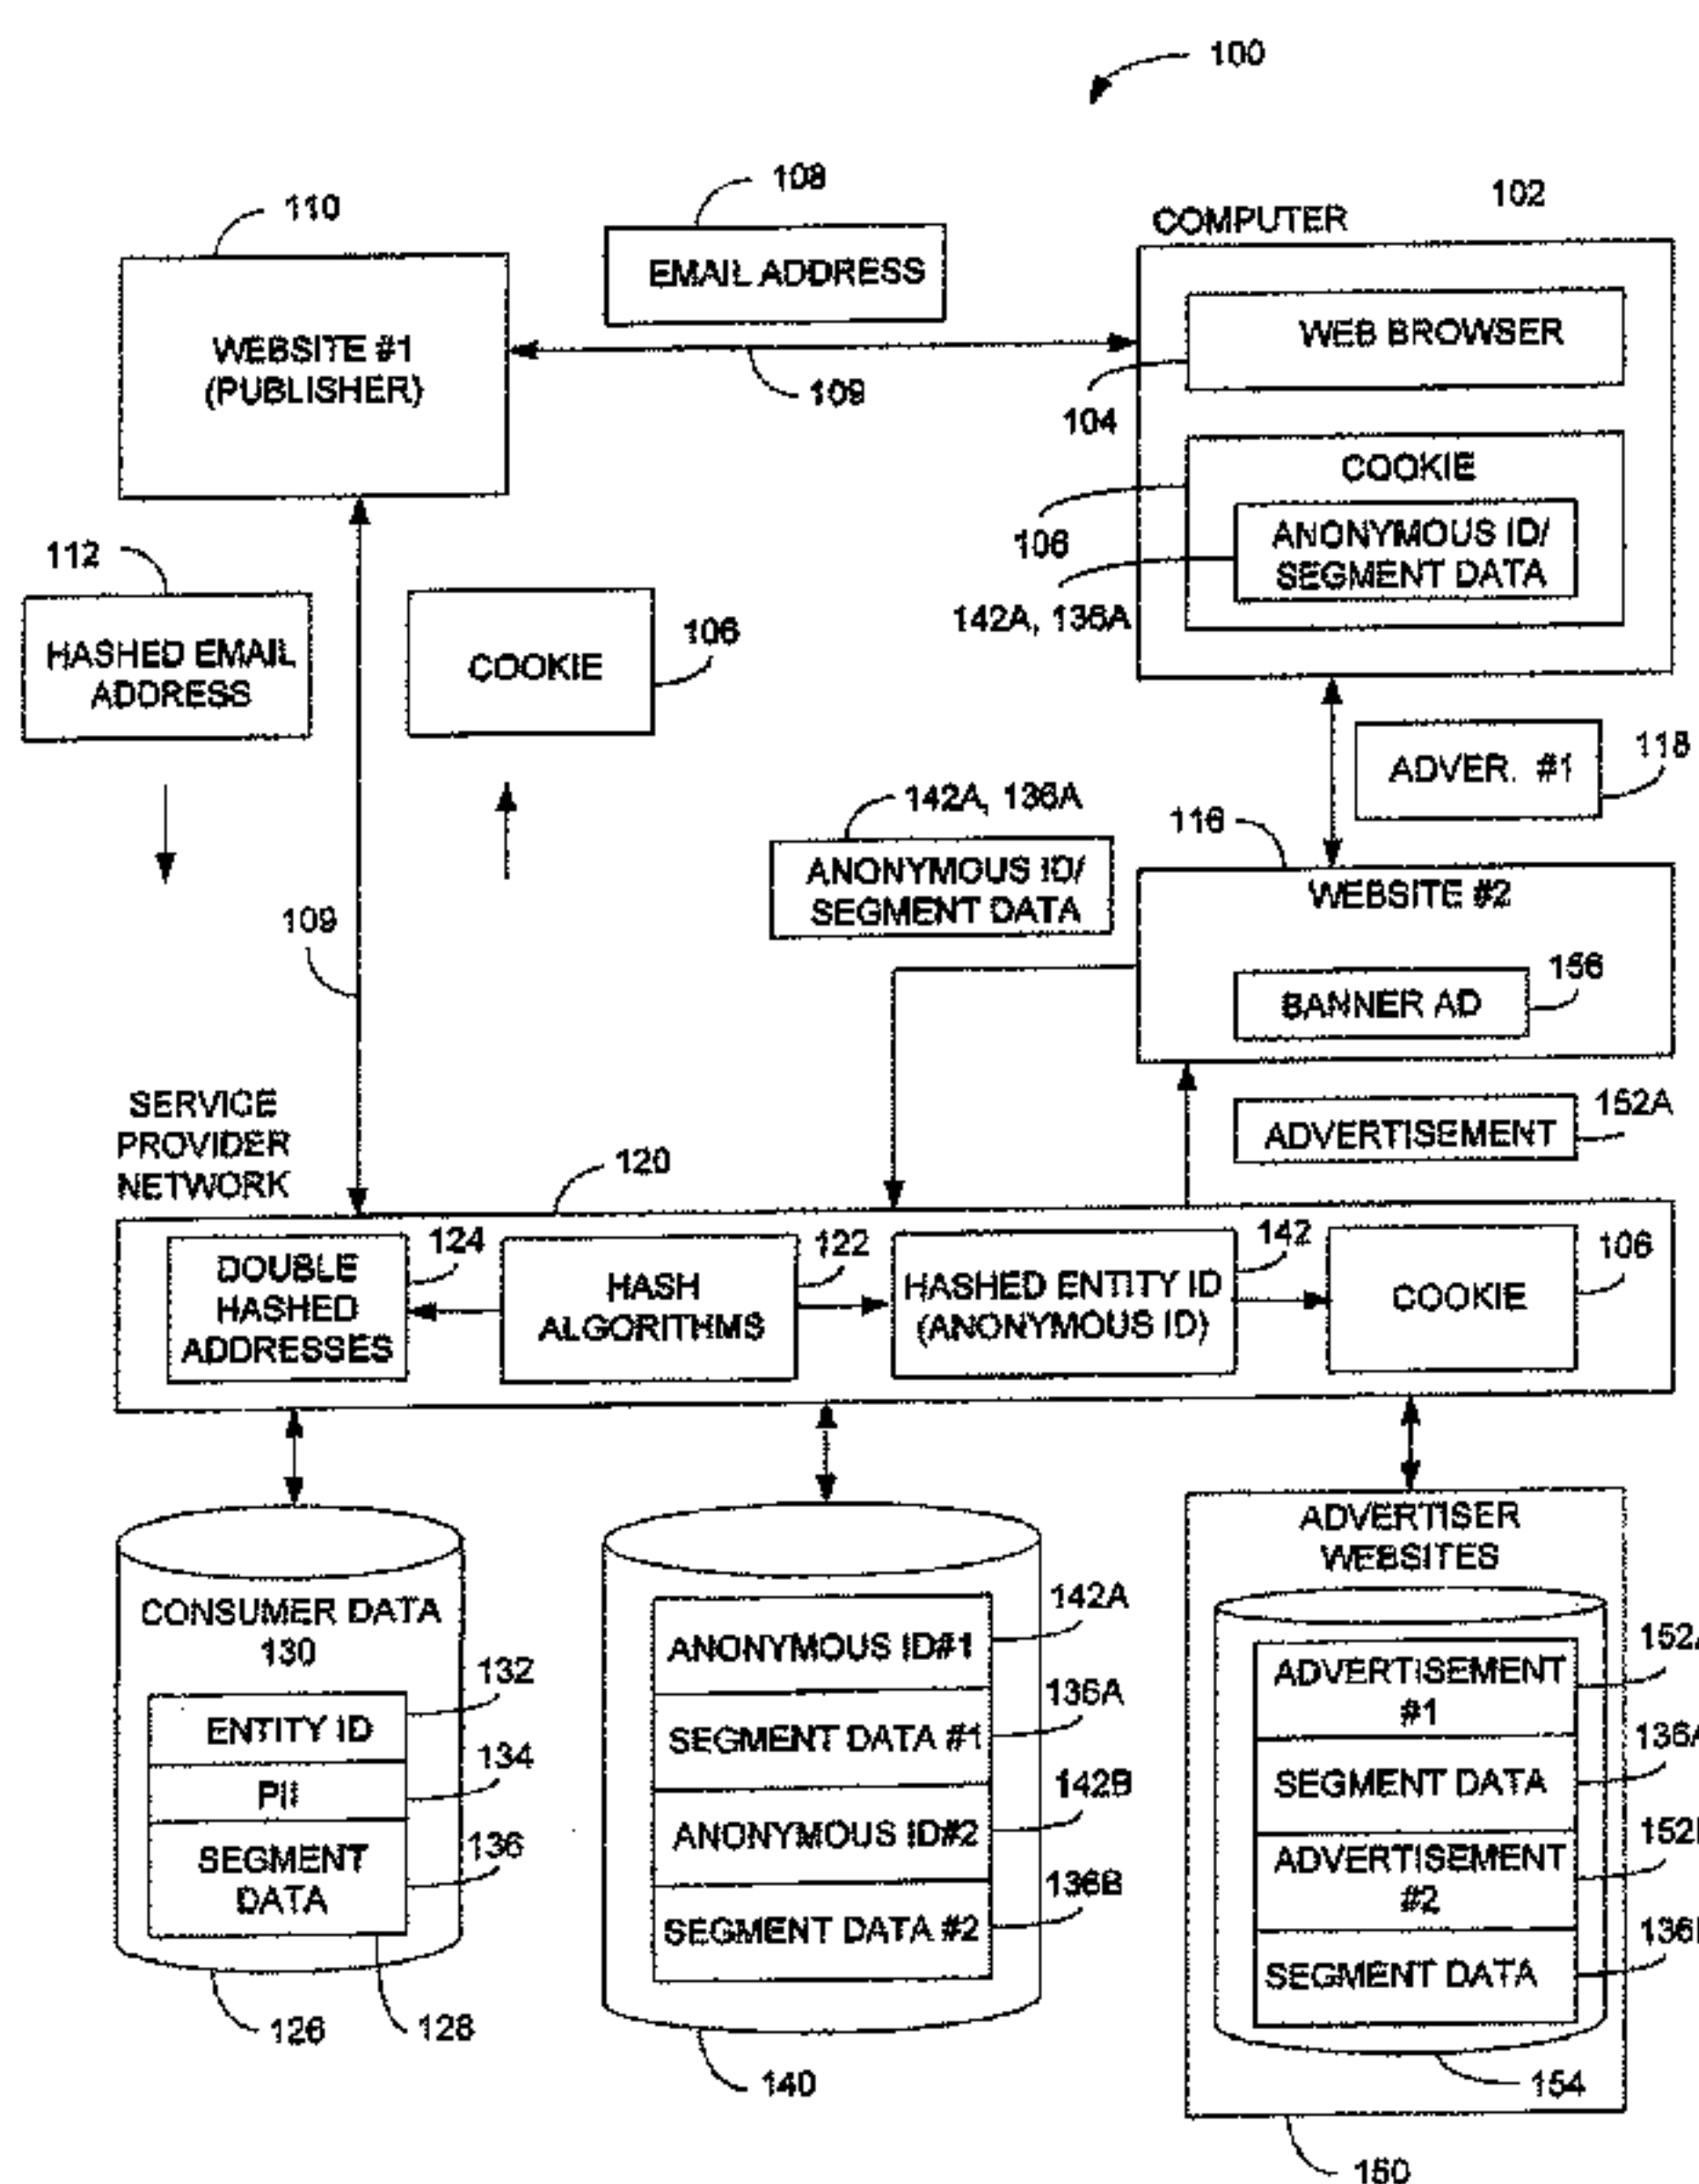 100
110
108
102
COMPUTER
EMAIL ADDRESS
WEBSITE #1
(PUBLISHER)
109
WEB BROWSER
104
COOKIE
106
ANONYMOUS ID/
SEGMENT DATA
142A, 136A
112
HASHED EMAIL
ADDRESS
COOKIE
106
ADVER. #1
118
142A, 136A
ANONYMOUS ID/
SEGMENT DATA
116
WEBSITE #2
156
BANNER AD
109
SERVICE
PROVIDER
NETWORK
152A
ADVERTISEMENT
120
124
DOUBLE
HASHED
ADDRESSES
122
HASH
ALGORITHMS
142
HASHED ENTITY ID
(ANONYMOUS ID)
106
COOKIE
CONSUMER DATA
130
132
ENTITY ID
134
PII
136
SEGMENT
DATA
126
128
142A
ANONYMOUS ID#1
136A
SEGMENT DATA #1
142B
ANONYMOUS ID#2
136B
SEGMENT DATA #2
140
ADVERTISER
WEBSITES
152A
ADVERTISEMENT
#1
136A
SEGMENT DATA
152B
ADVERTISEMENT
#2
136B
SEGMENT DATA
154
150